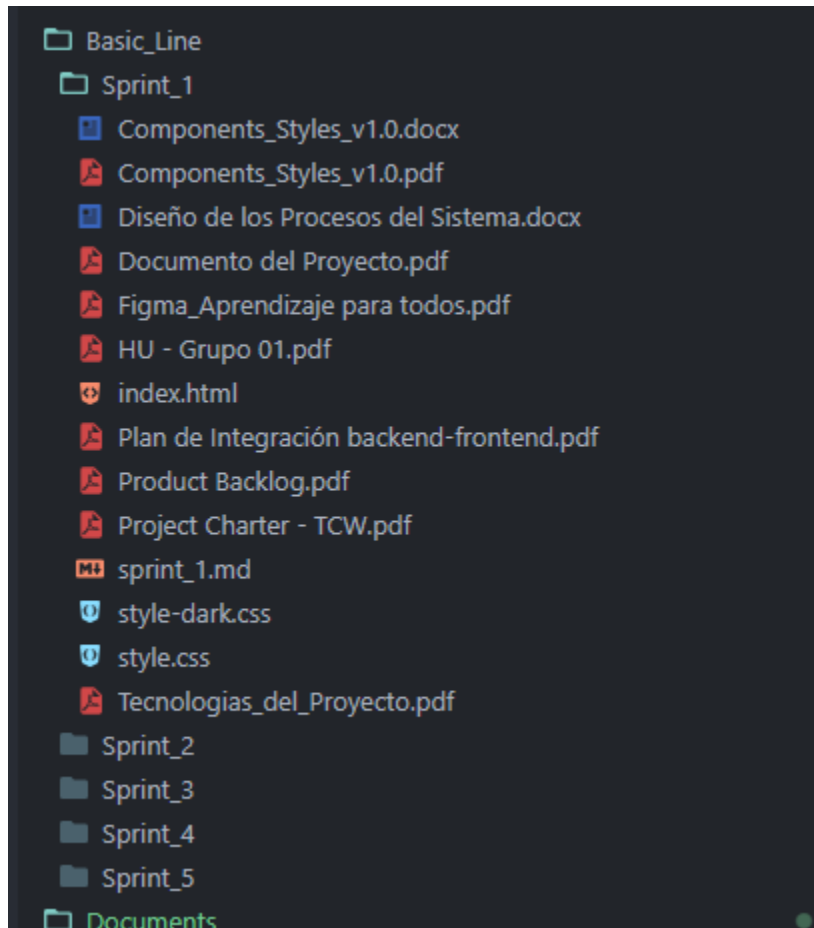 Basic_Line
Sprint_1
Components_Styles_v1.0.docx
Components_Styles_v1.0.pdf
Diseño de los Procesos del Sistema.docx
Documento del Proyecto.pdf
Figma_Aprendizaje para todos.pdf
HU - Grupo 01.pdf
index.html
Plan de Integración backend-frontend.pdf
Product Backlog.pdf
Project Charter - TCW.pdf
sprint_1.md
style-dark.css
style.css
Tecnologias_del_Proyecto.pdf
Sprint_2
Sprint_3
Sprint_4
Sprint_5
Documents